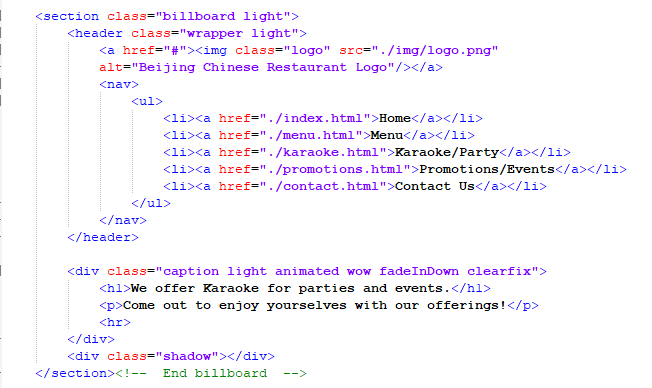 <section class="billboard light">
<header class="wrapper light">
<a href="#"><img class="logo" src="./img/logo.png"
alt="Beijing Chinese Restaurant Logo"/></a>
<nav>
<ul>
<li><a href="./index.html">Home</a></li>
<li><a href="./menu.html">Menu</a></li>
<li><a href="./karaoke.html">Karaoke/Party</a></li>
<li><a href="./promotions.html">Promotions/Events</a></li>
<li><a href="./contact.html">Contact Us</a></li>
</ul>
</nav>
</header>
<div class="caption light animated wow fadeInDown clearfix">
<h1>We offer Karaoke for parties and events.</h1>
<p>Come out to enjoy yourselves with our offerings!</p>
<hr>
</div>
<div class="shadow"></div>
</section><!--  End billboard  -->